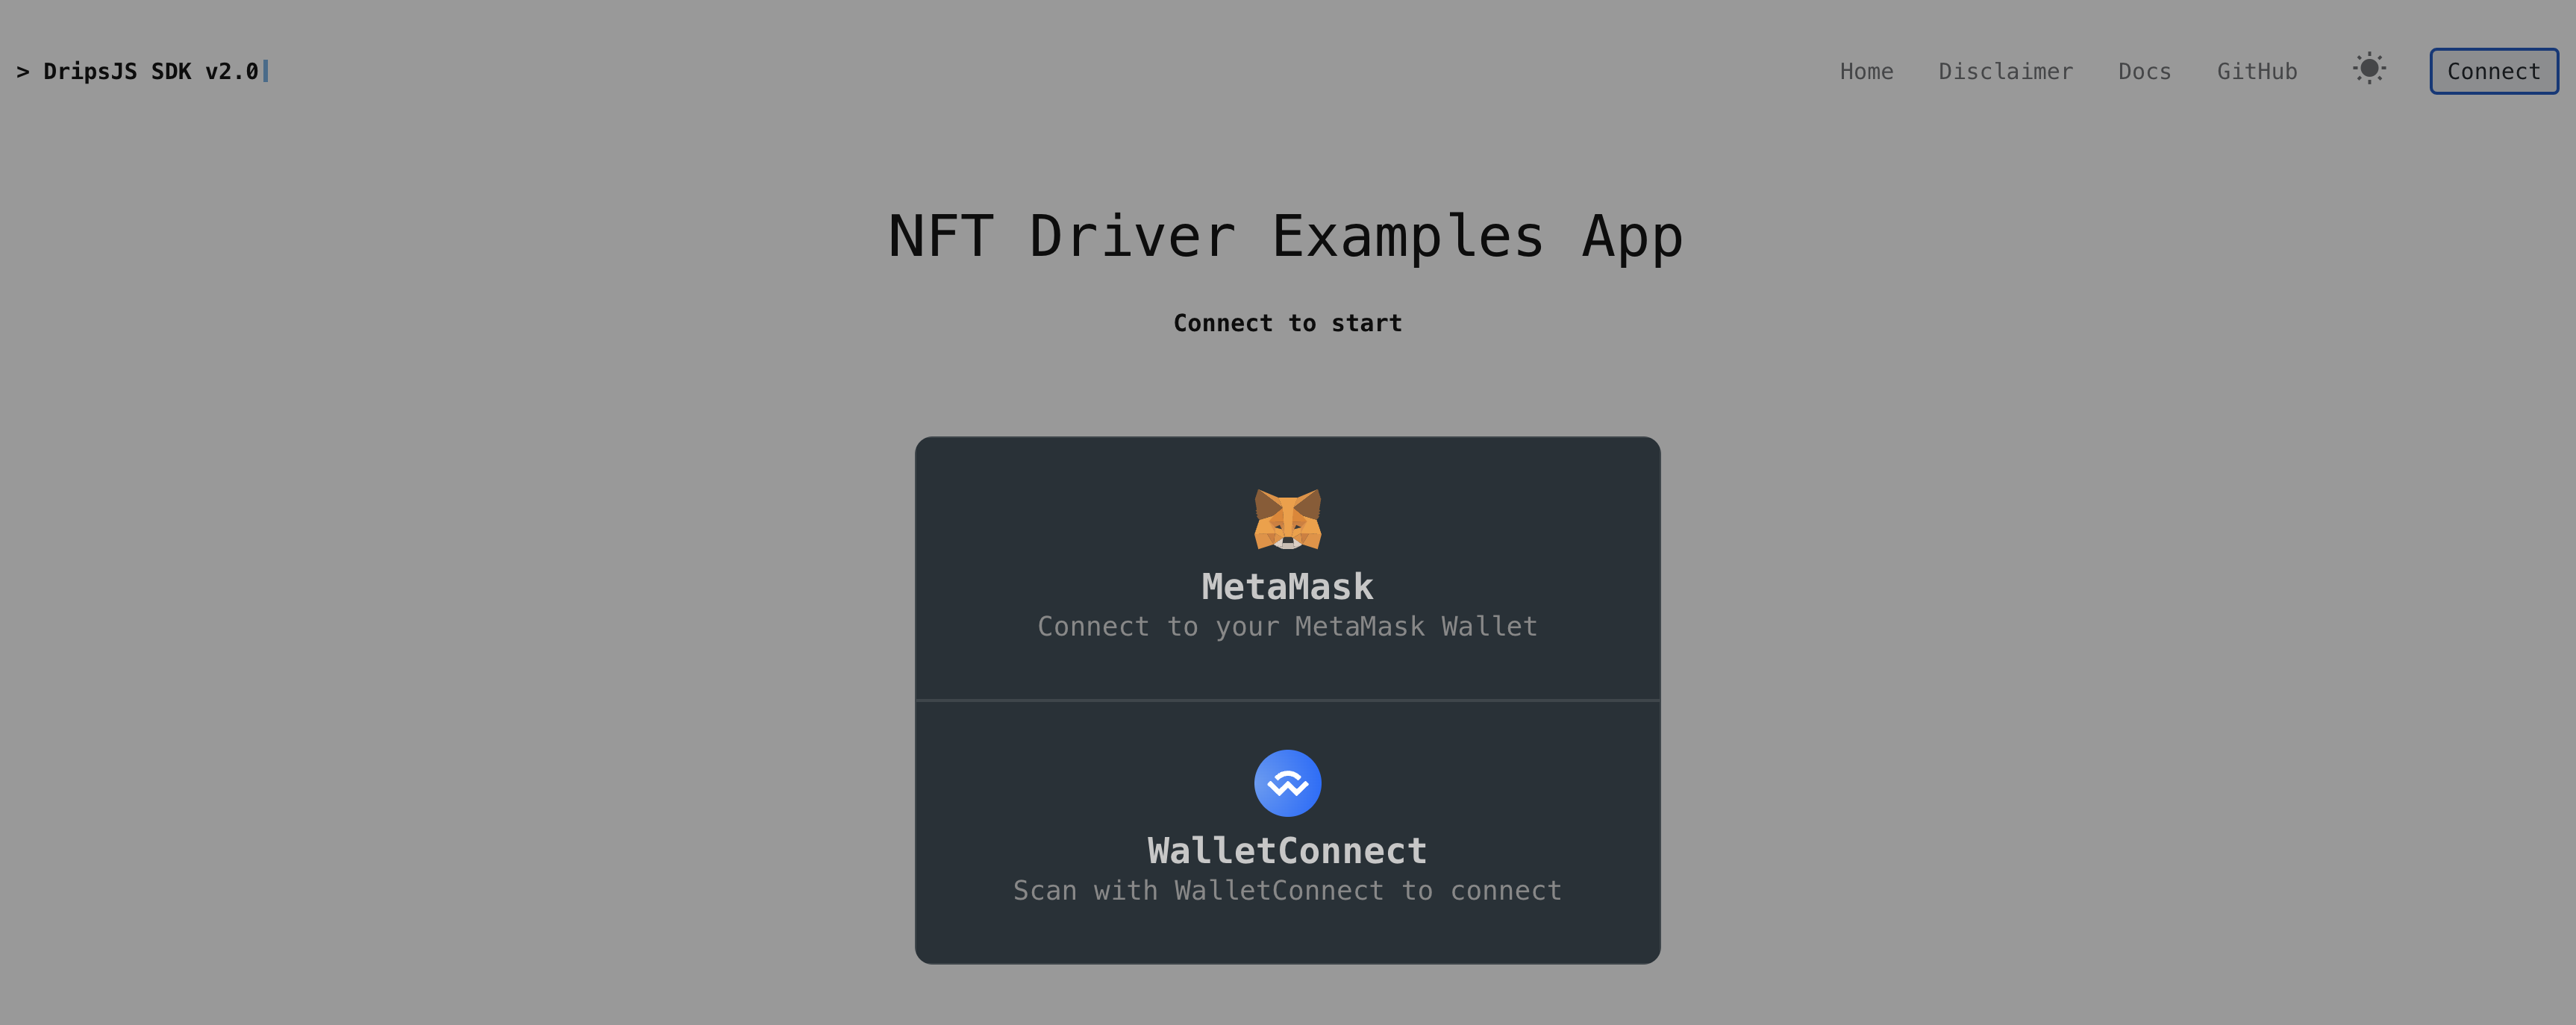 > DripsJS SDK v2.0
Home Disclaimer Docs GitHub Connect
NFT Driver Examples App
Connect to start
MetaMask
Connect to your MetaMask Wallet
WalletConnect
Scan with WalletConnect to connect